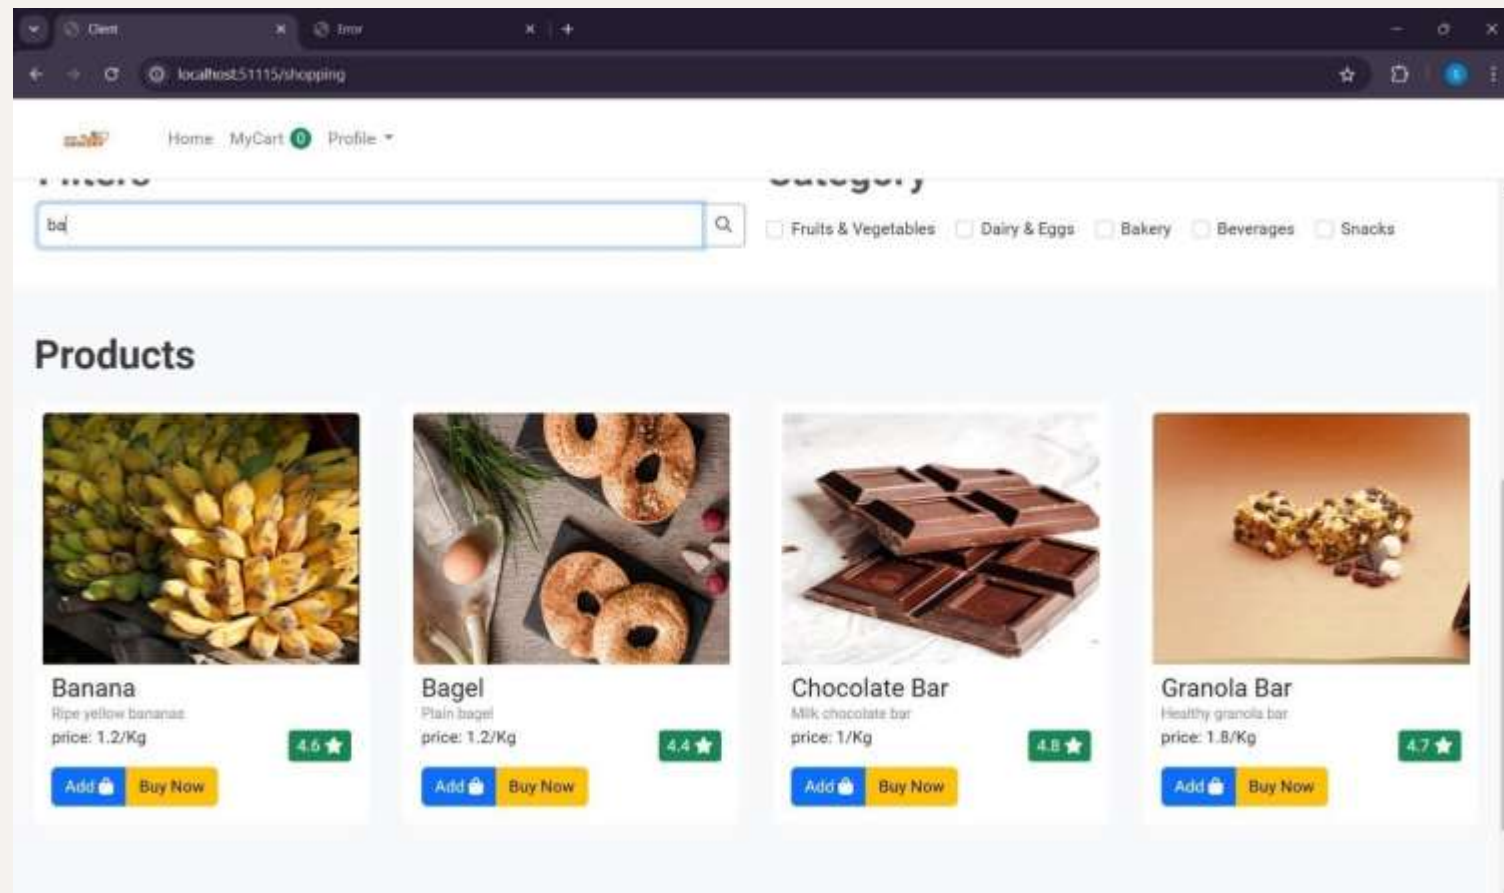 Client
Error
localhost:51115/shopping
Home MyCart 0 Profile
Filters
Category
ba
Fruits & Vegetables Dairy & Eggs Bakery Beverages Snacks
Products
Banana
Ripe yellow bananas
price: 1.2/Kg
4.6
Add Buy Now
Bagel
Plain bagel
price: 1.2/Kg
4.4
Add Buy Now
Chocolate Bar
Milk chocolate bar
price: 1/Kg
4.8
Add Buy Now
Granola Bar
Healthy granola bar
price: 1.8/Kg
4.7
Add Buy Now